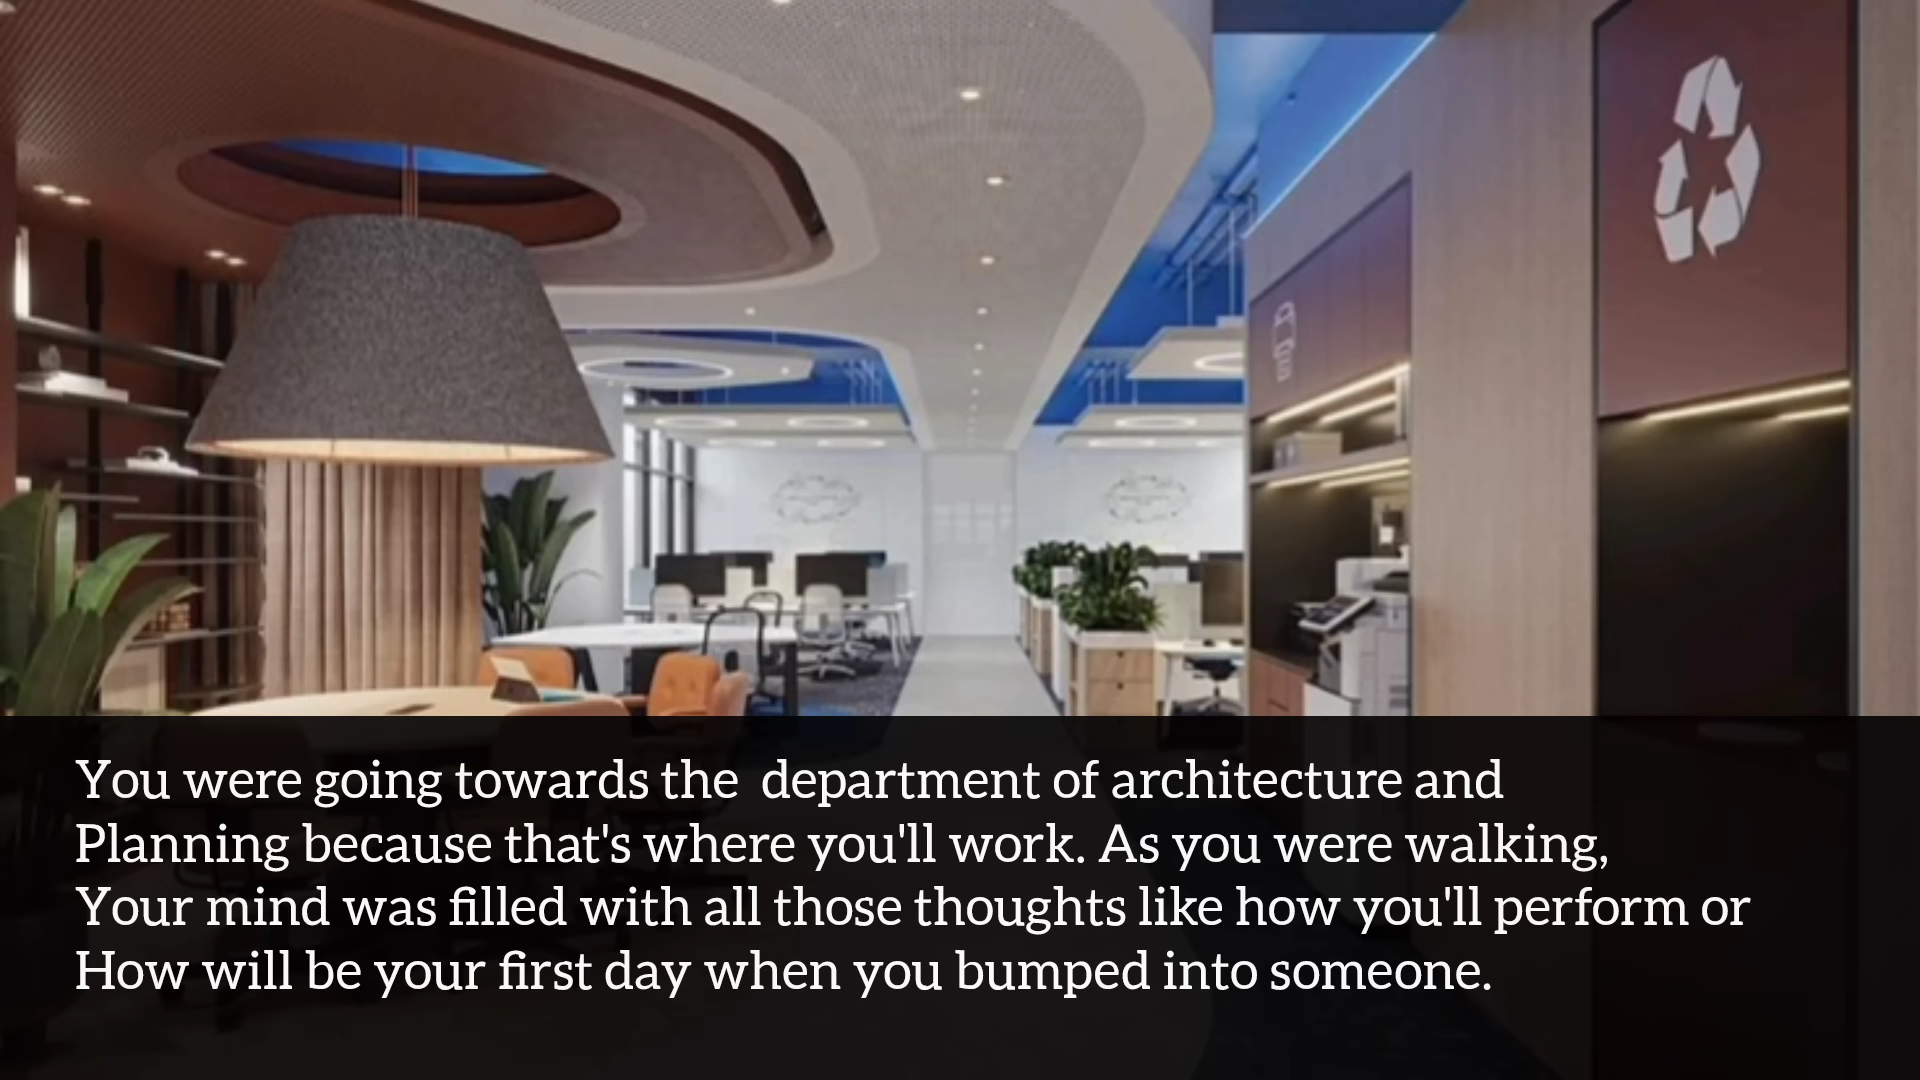 You were going towards the  department of architecture and
Planning because that's where you'll work. As you were walking,
Your mind was filled with all those thoughts like how you'll perform or
How will be your first day when you bumped into someone.